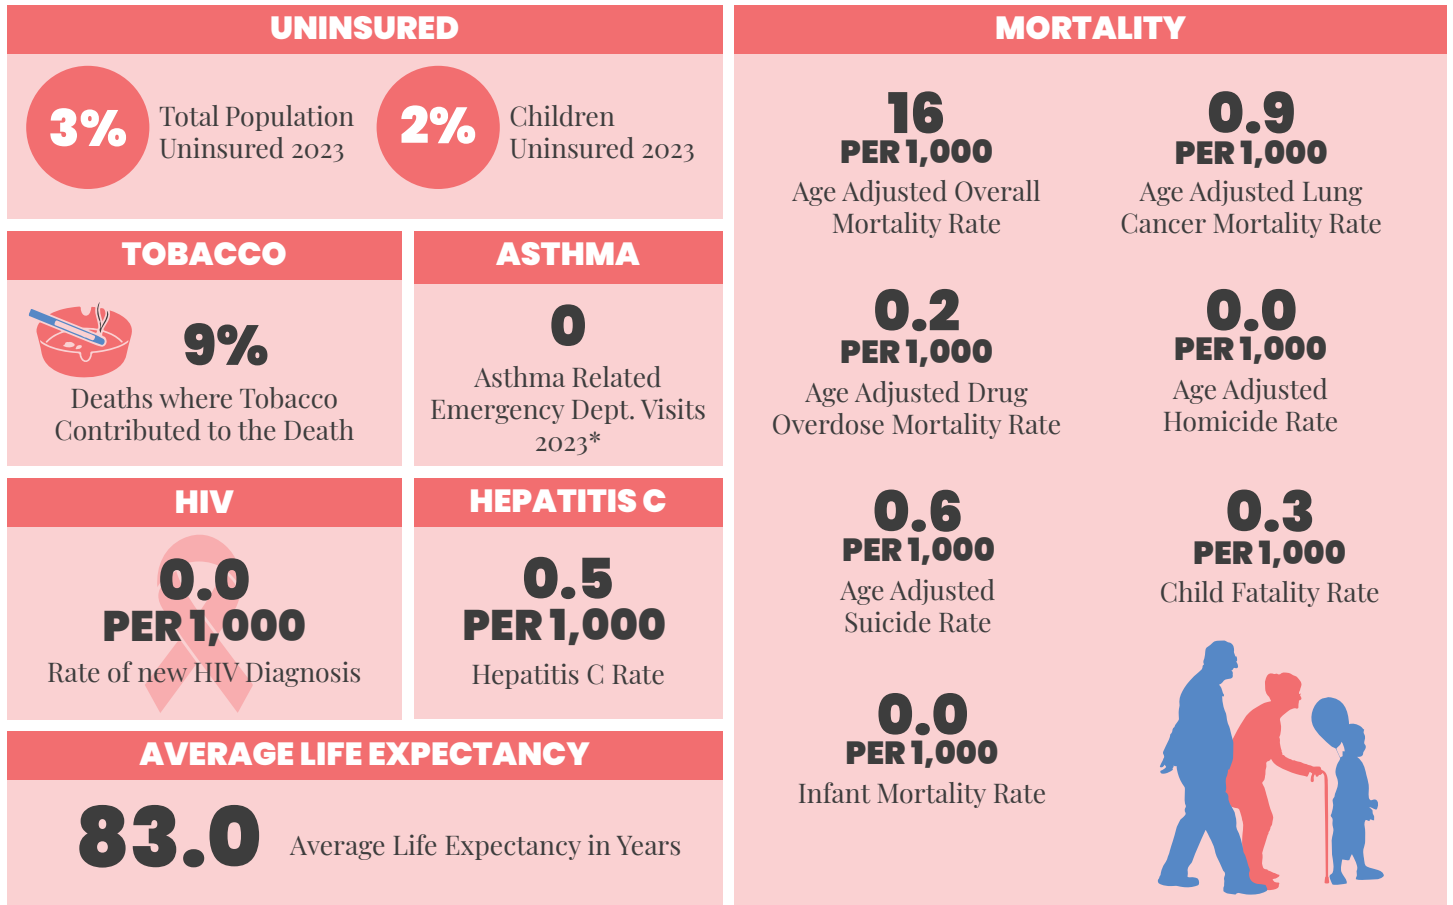 UNINSURED
3%
Total Population
Uninsured 2023
2%
Children
Uninsured 2023
TOBACCO
9%
Deaths where Tobacco
Contributed to the Death
ASTHMA
0
Asthma Related
Emergency Dept. Visits
2023*
HIV
0.0
PER 1,000
Rate of new HIV Diagnosis
HEPATITIS C
0.5
PER 1,000
Hepatitis C Rate
AVERAGE LIFE EXPECTANCY
83.0
Average Life Expectancy in Years
MORTALITY
16
PER 1,000
Age Adjusted Overall
Mortality Rate
0.9
PER 1,000
Age Adjusted Lung
Cancer Mortality Rate
0.2
PER 1,000
Age Adjusted Drug
Overdose Mortality Rate
0.0
PER 1,000
Age Adjusted
Homicide Rate
0.6
PER 1,000
Age Adjusted
Suicide Rate
0.3
PER 1,000
Child Fatality Rate
0.0
PER 1,000
Infant Mortality Rate